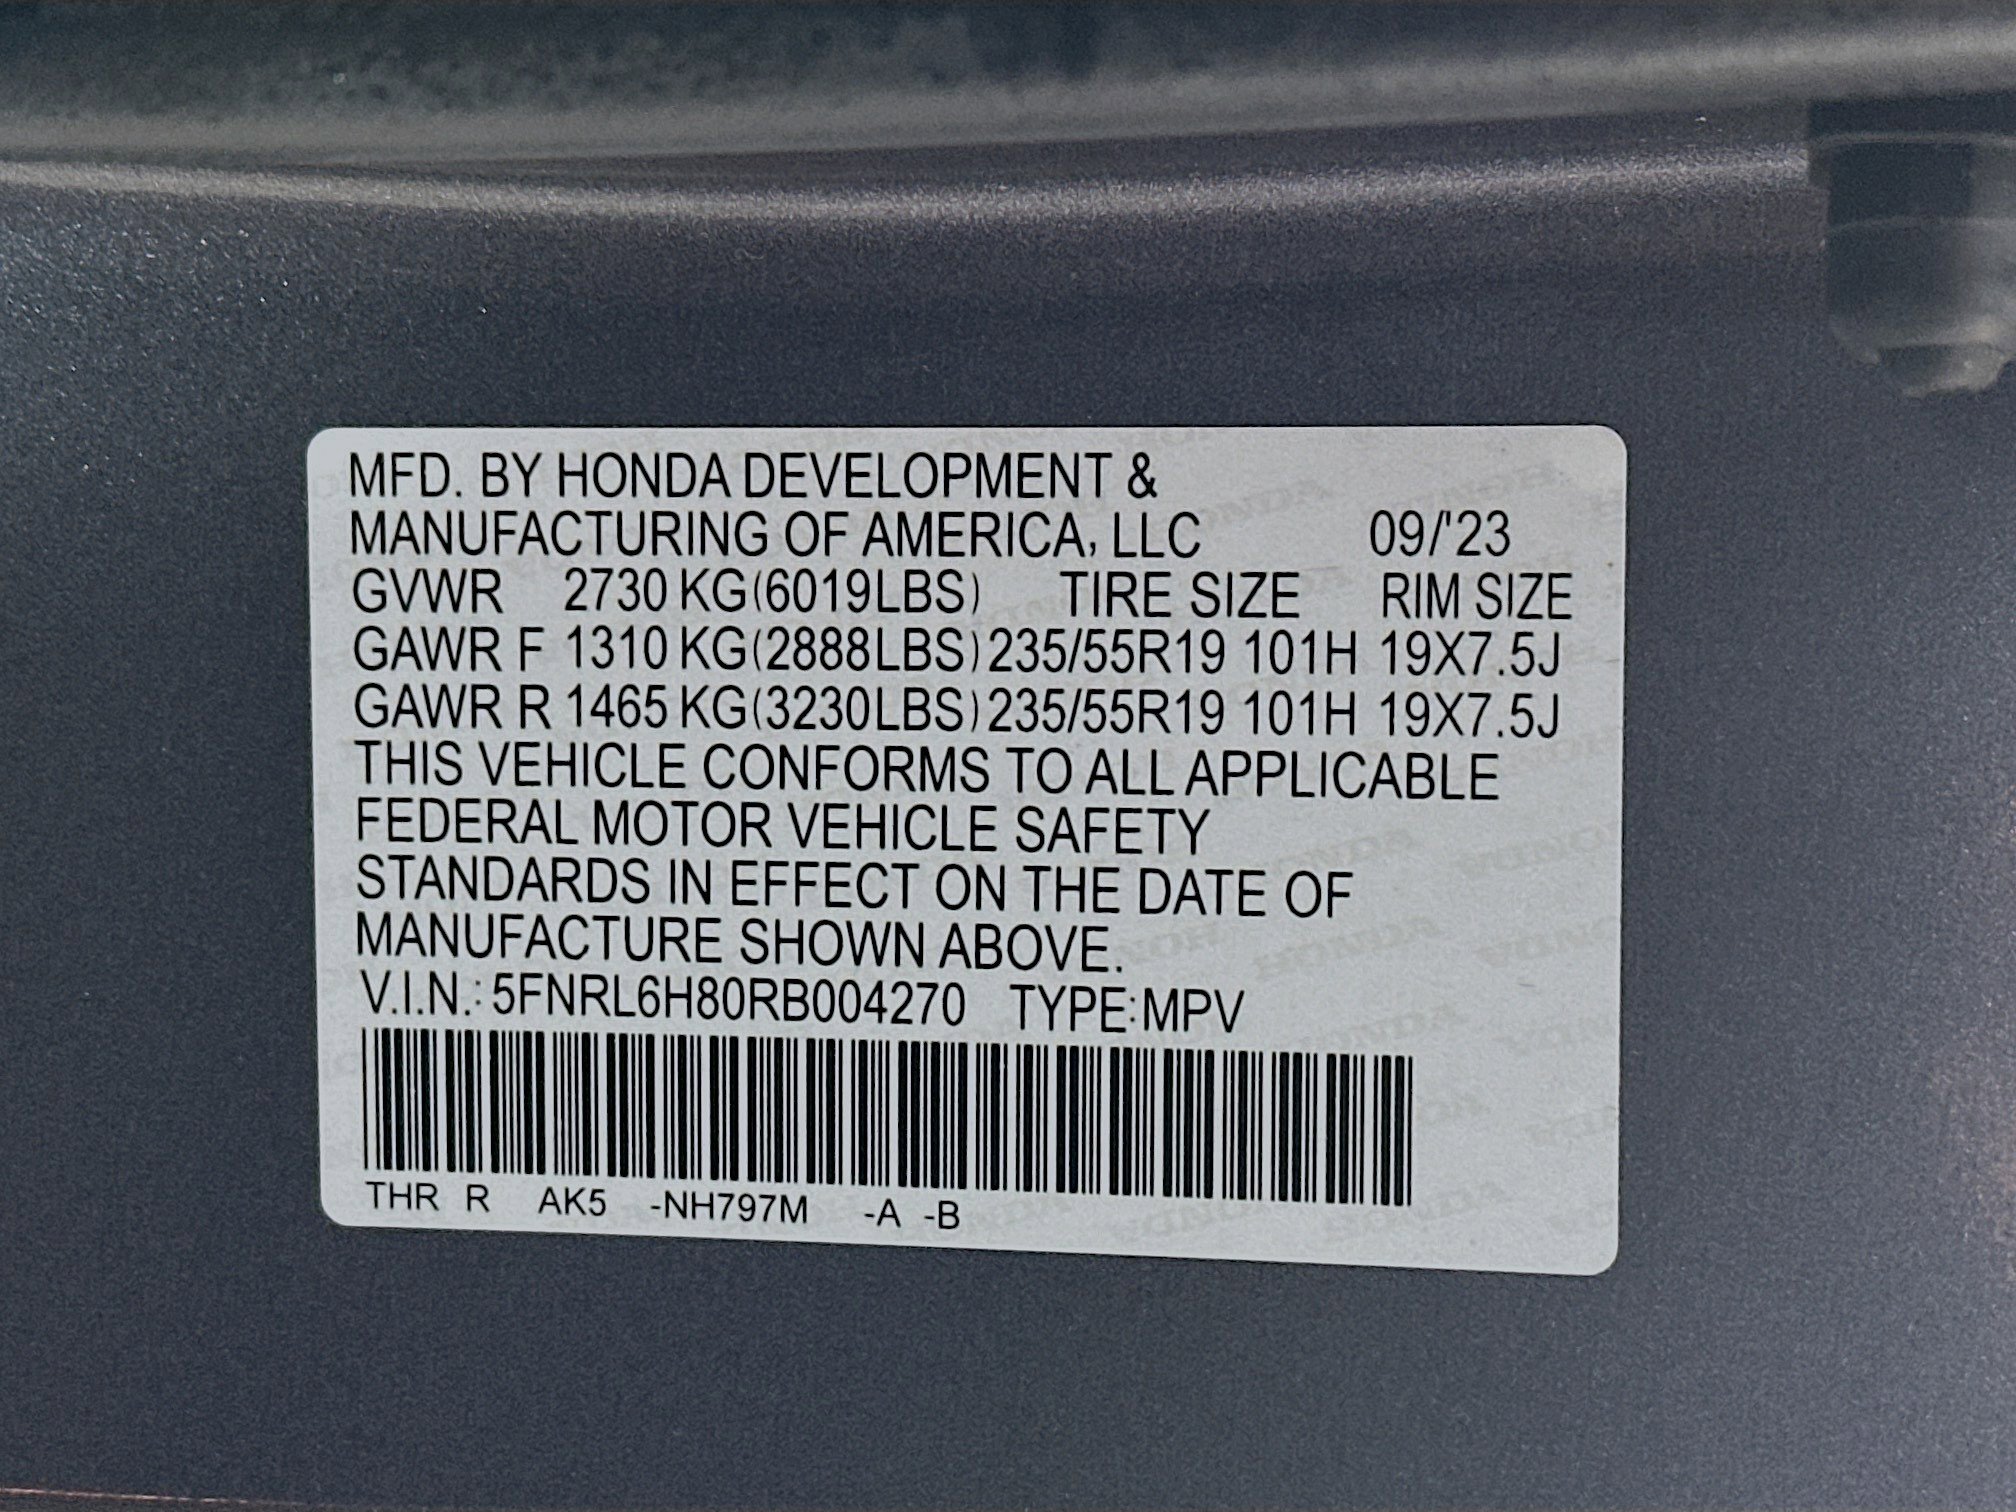 MFD. BY HONDA DEVELOPMENT &
MANUFACTURING OF AMERICA, LLC 09/'23
GVWR 2730 KG(6019LBS) TIRE SIZE RIM SIZE
GAWR F 1310 KG(2888LBS) 235/55R19 101H 19X7.5J
GAWR R 1465 KG(3230LBS) 235/55R19 101H 19X7.5J
THIS VEHICLE CONFORMS TO ALL APPLICABLE
FEDERAL MOTOR VEHICLE SAFETY
STANDARDS IN EFFECT ON THE DATE OF
MANUFACTURE SHOWN ABOVE.
V.I.N.: 5FNRL6H80RB004270 TYPE:MPV
THR R AK5 -NH797M -A -B